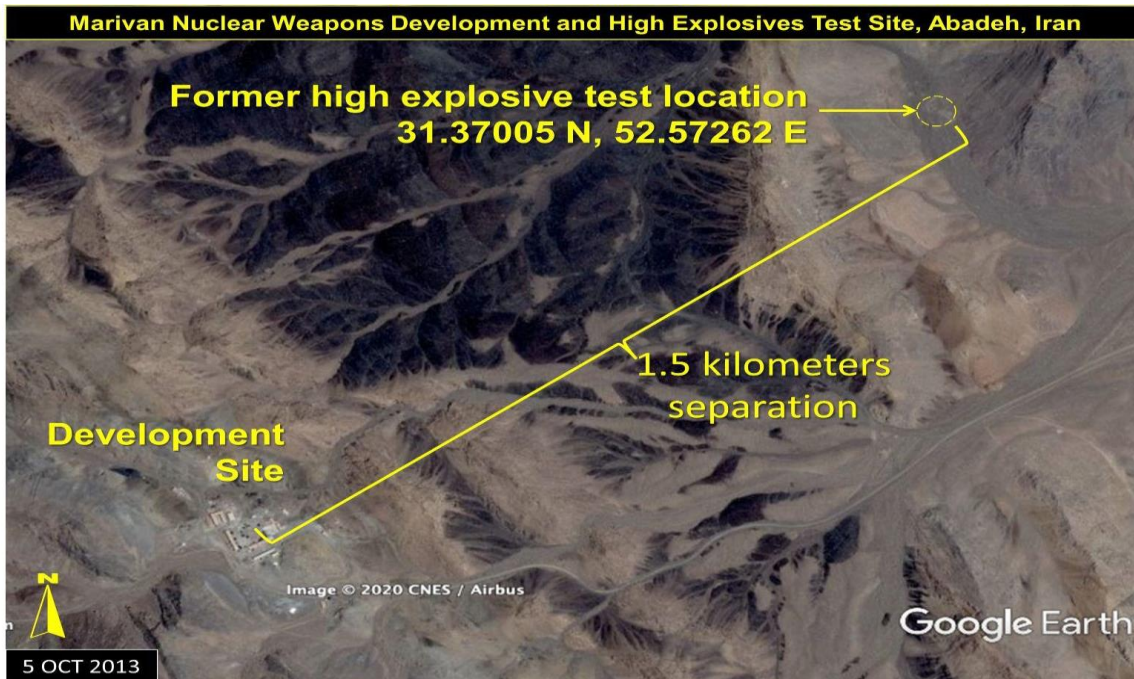 Marivan Nuclear Weapons Development and High Explosives Test Site, Abadeh, Iran
Former high explosive test location
31.37005 N, 52.57262 E
1.5 kilometers
separation
Development
Site
N
Image © 2020 CNES / Airbus
Google Earth
5 OCT 2013